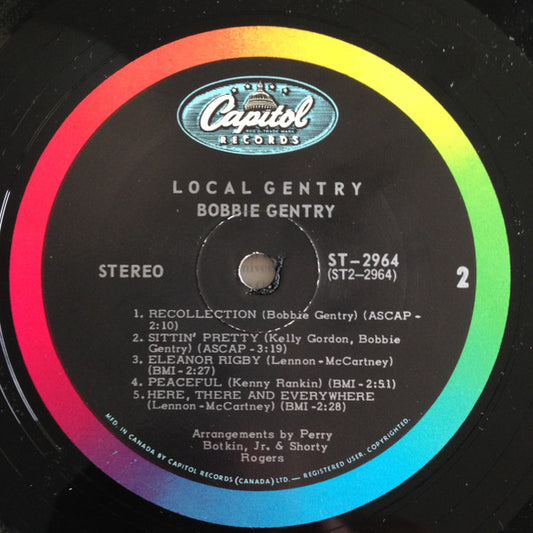 Capitol
REG. U.S. TRADE MARK
RECORDS
LOCAL GENTRY
BOBBIE GENTRY
STEREO
ST-2964
(ST2-2964)
2
1. RECOLLECTION (Bobbie Gentry) (ASCAP -
2:10)
2. SITTIN' PRETTY (Kelly Gordon, Bobbie
Gentry) (ASCAP - 3:19)
3. ELEANOR RIGBY (Lennon - McCartney)
(BMI - 2:27)
4. PEACEFUL (Kenny Rankin) (BMI - 2:51)
5. HERE, THERE AND EVERYWHERE
(Lennon - McCartney) (BMI - 2:28)
Arrangements by Perry
Botkin, Jr. & Shorty
Rogers
MFD. IN CANADA BY CAPITOL RECORDS (CANADA) LTD. — REGISTERED USER. COPYRIGHTED.